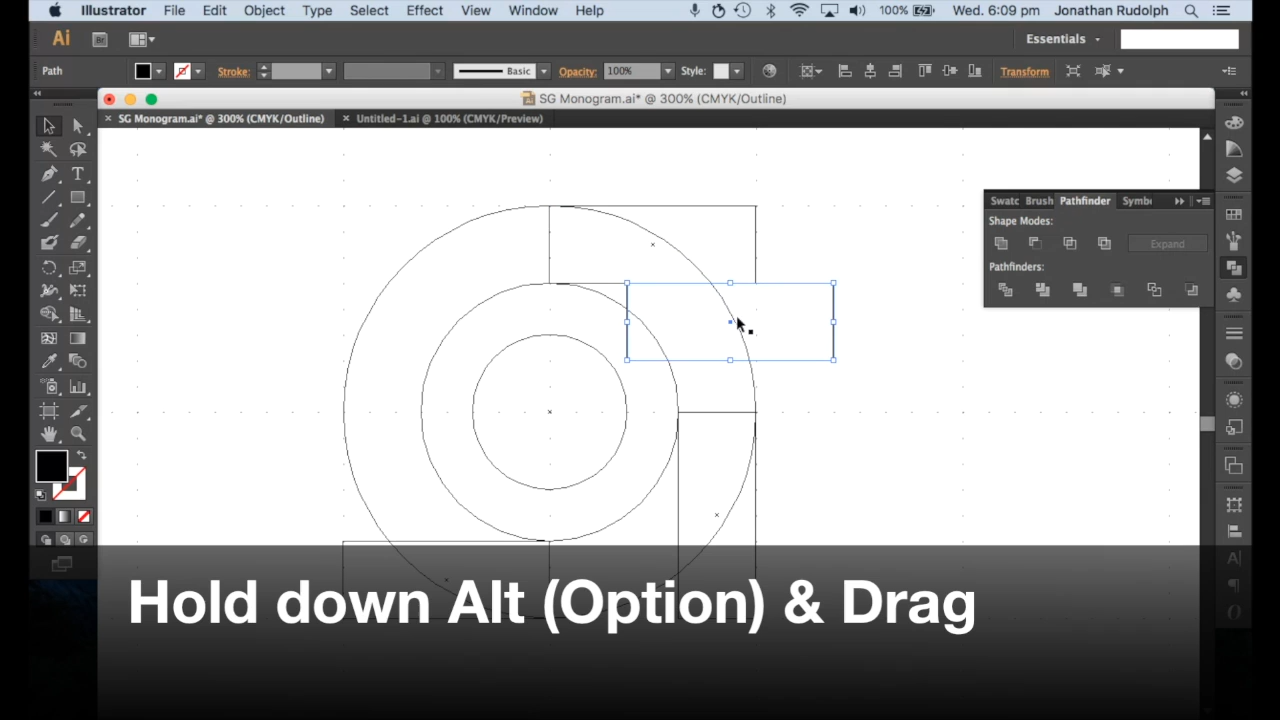 Illustrator File Edit Object Type Select Effect View Window Help 100% Wed. 6:09 pm Jonathan Rudolph
Ai Br Essentials
Path Stroke: Basic Opacity: 100% Style: Transform
SG Monogram.ai* @ 300% (CMYK/Outline)
SG Monogram.ai* @ 300% (CMYK/Outline) Untitled-1.ai @ 100% (CMYK/Preview)
Swatc Brush Pathfinder Symbo
Shape Modes:
Expand
Pathfinders:
Hold down Alt (Option) & Drag